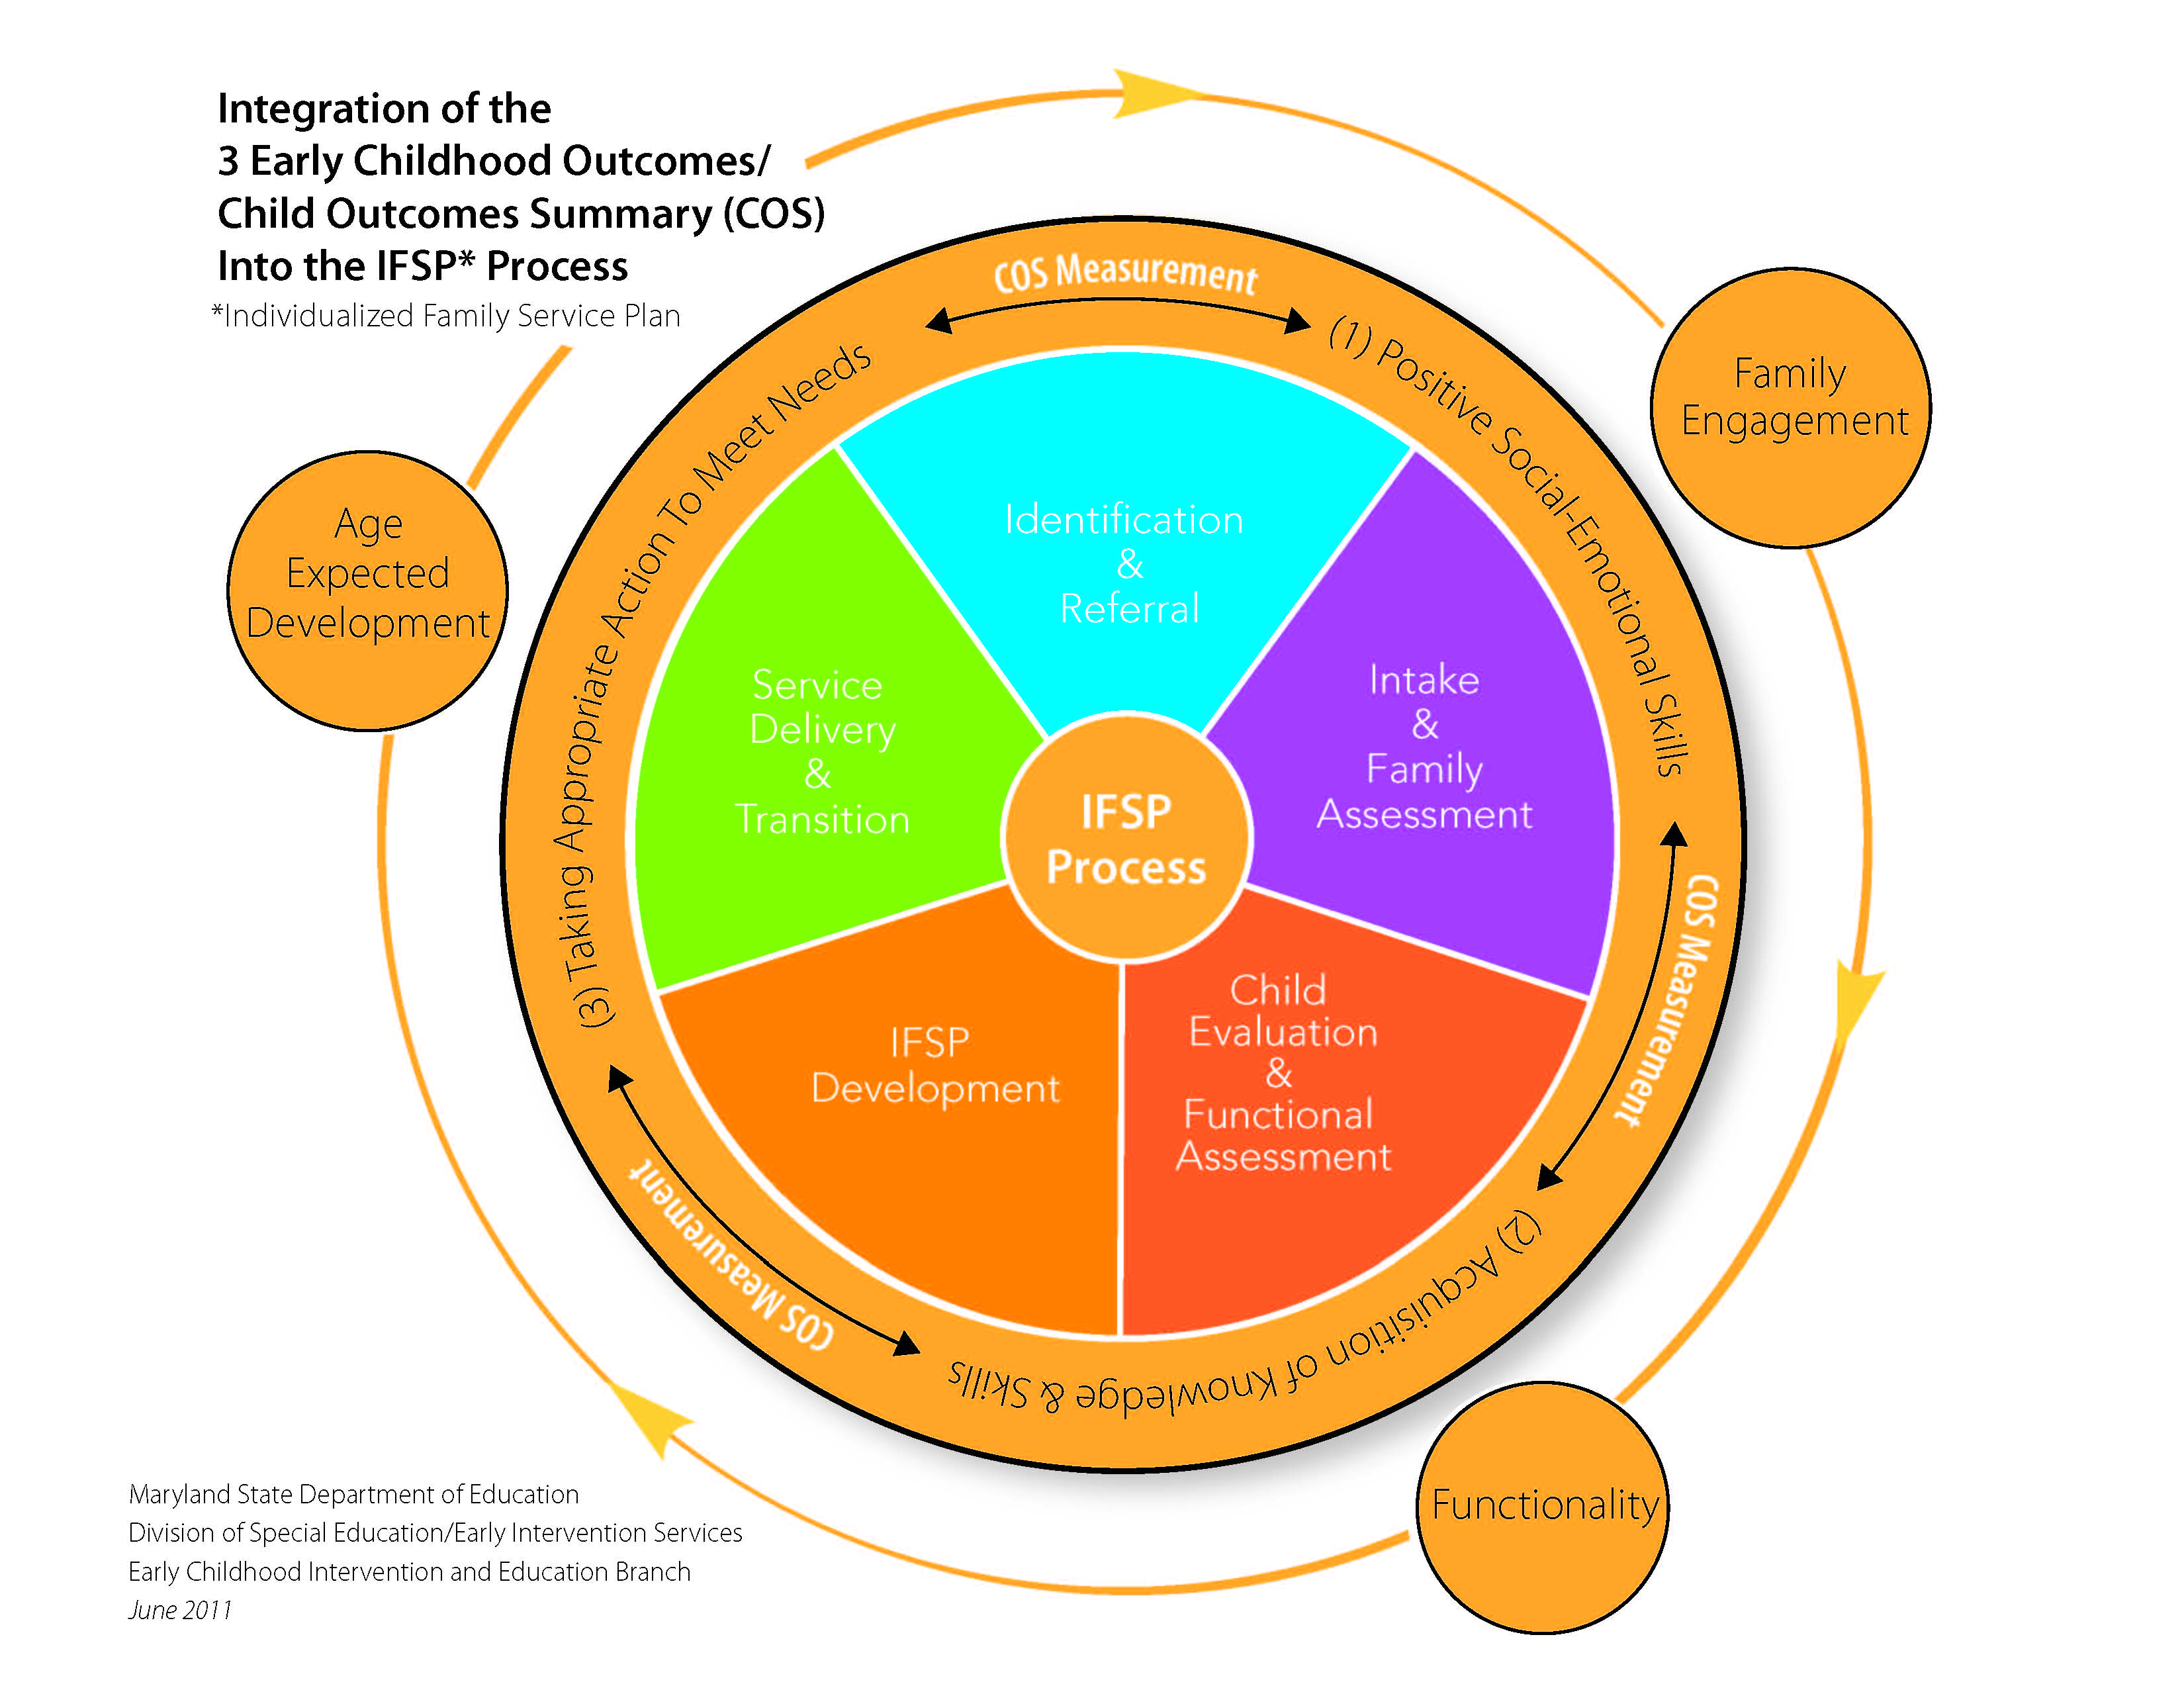 Integration of the
3 Early Childhood Outcomes/
Child Outcomes Summary (COS)
Into the IFSP* Process
*Individualized Family Service Plan
COS Measurement
(1) Positive Social-Emotional Skills
COS Measurement
(2) Acquisition of Knowledge & Skills
COS Measurement
(3) Taking Appropriate Action To Meet Needs
Family
Engagement
Functionality
Age
Expected
Development
Identification
&
Referral
Intake
&
Family
Assessment
Child
Evaluation
&
Functional
Assessment
IFSP
Development
Service
Delivery
&
Transition
IFSP
Process
Maryland State Department of Education
Division of Special Education/Early Intervention Services
Early Childhood Intervention and Education Branch
June 2011